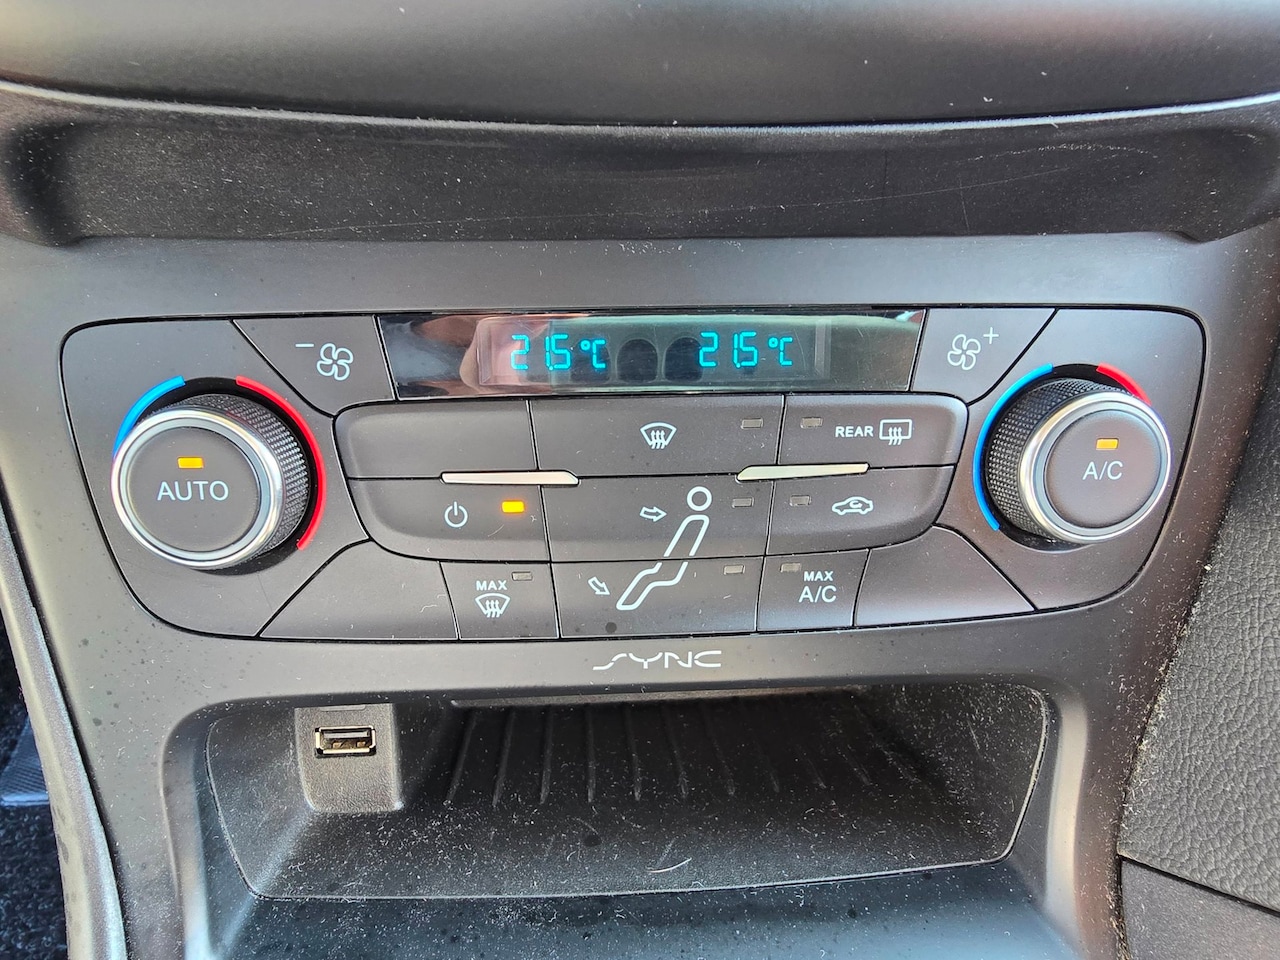 21.5 °C 21.5 °C
REAR
AUTO
A/C
MAX
MAX
A/C
SYNC